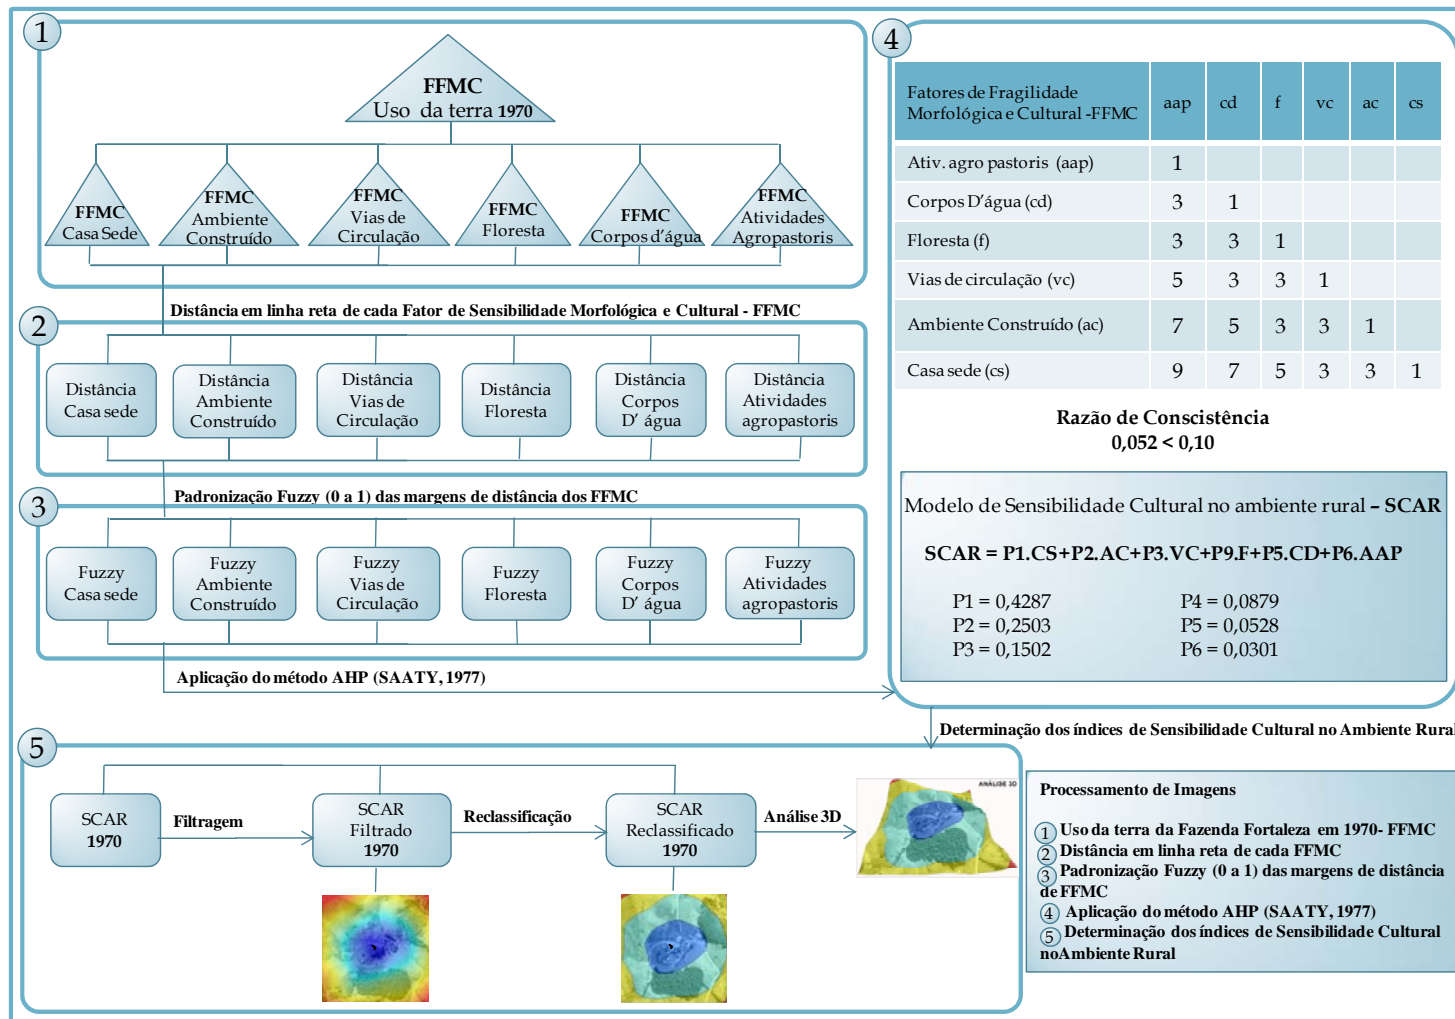 1
FFMC
Uso da terra 1970
FFMC
Casa Sede
FFMC
Ambiente
Construído
FFMC
Vias de
Circulação
FFMC
Floresta
FFMC
Corpos d'água
FFMC
Atividades
Agropastoris
Distância em linha reta de cada Fator de Sensibilidade Morfológica e Cultural - FFMC
2
Distância
Casa sede
Distância
Ambiente
Construído
Distância
Vias de
Circulação
Distância
Floresta
Distância
Corpos
D' água
Distância
Atividades
agropastoris
Padronização Fuzzy (0 a 1) das margens de distância dos FFMC
3
Fuzzy
Casa sede
Fuzzy
Ambiente
Construído
Fuzzy
Vias de
Circulação
Fuzzy
Floresta
Fuzzy
Corpos
D' água
Fuzzy
Atividades
agropastoris
Aplicação do método AHP (SAATY, 1977)
4
Fatores de Fragilidade
Morfológica e Cultural -FFMC
aap cd f vc ac cs
Ativ. agro pastoris (aap) 1
Corpos D'água (cd) 3 1
Floresta (f) 3 3 1
Vias de circulação (vc) 5 3 3 1
Ambiente Construído (ac) 7 5 3 3 1
Casa sede (cs) 9 7 5 3 3 1
Razão de Conscistência
0,052 < 0,10
Modelo de Sensibilidade Cultural no ambiente rural – SCAR
SCAR = P1.CS+P2.AC+P3.VC+P9.F+P5.CD+P6.AAP
P1 = 0,4287 P4 = 0,0879
P2 = 0,2503 P5 = 0,0528
P3 = 0,1502 P6 = 0,0301
Determinação dos índices de Sensibilidade Cultural no Ambiente Rural
5
SCAR
1970
Filtragem
SCAR
Filtrado
1970
Reclassificação
SCAR
Reclassificado
1970
Análise 3D
ANÁLISE 3D
Processamento de Imagens
1 Uso da terra da Fazenda Fortaleza em 1970- FFMC
2 Distância em linha reta de cada FFMC
3 Padronização Fuzzy (0 a 1) das margens de distância
de FFMC
4 Aplicação do método AHP (SAATY, 1977)
5 Determinação dos índices de Sensibilidade Cultural
noAmbiente Rural